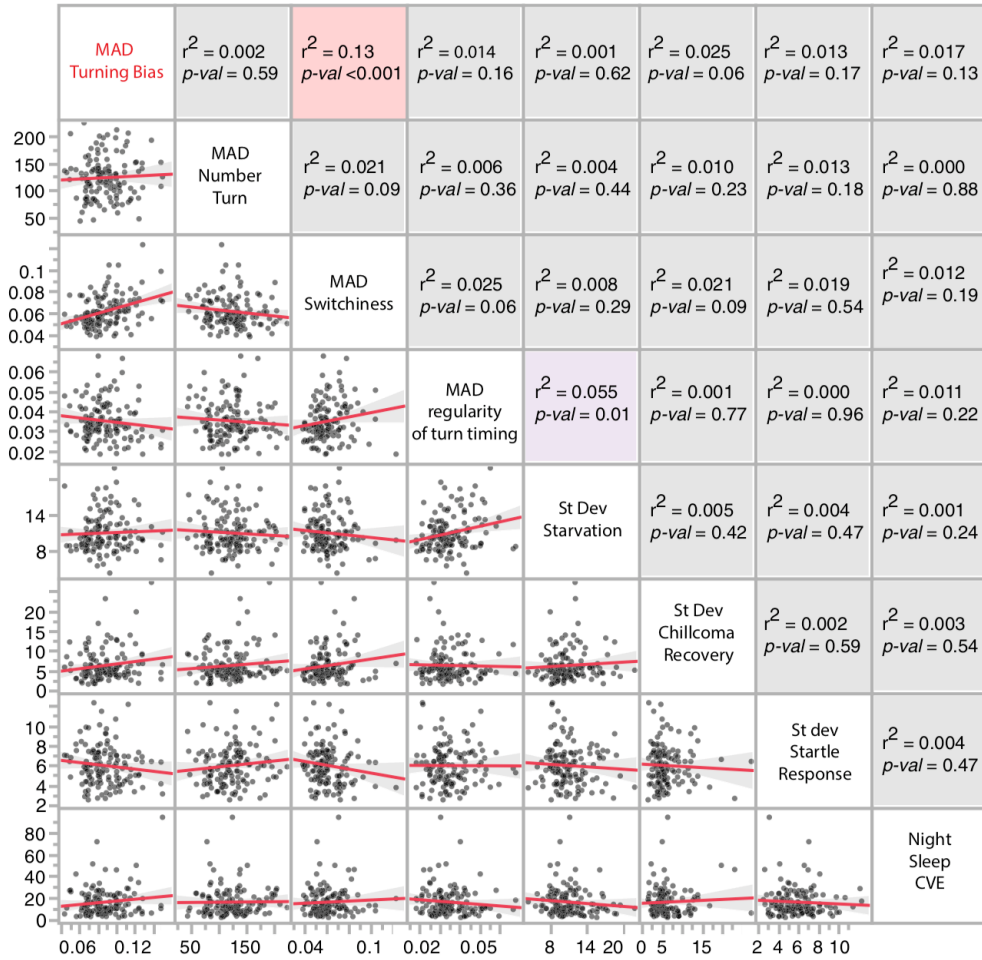 MAD
Turning Bias
r² = 0.002
p-val = 0.59
r² = 0.13
p-val <0.001
r² = 0.014
p-val = 0.16
r² = 0.001
p-val = 0.62
r² = 0.025
p-val = 0.06
r² = 0.013
p-val = 0.17
r² = 0.017
p-val = 0.13
200
150
100
50
MAD
Number
Turn
r² = 0.021
p-val = 0.09
r² = 0.006
p-val = 0.36
r² = 0.004
p-val = 0.44
r² = 0.010
p-val = 0.23
r² = 0.013
p-val = 0.18
r² = 0.000
p-val = 0.88
0.1
0.08
0.06
0.04
MAD
Switchiness
r² = 0.025
p-val = 0.06
r² = 0.008
p-val = 0.29
r² = 0.021
p-val = 0.09
r² = 0.019
p-val = 0.54
r² = 0.012
p-val = 0.19
0.06
0.05
0.04
0.03
0.02
MAD
regularity
of turn timing
r² = 0.055
p-val = 0.01
r² = 0.001
p-val = 0.77
r² = 0.000
p-val = 0.96
r² = 0.011
p-val = 0.22
14
8
St Dev
Starvation
r² = 0.005
p-val = 0.42
r² = 0.004
p-val = 0.47
r² = 0.001
p-val = 0.24
20
15
10
5
0
St Dev
Chillcoma
Recovery
r² = 0.002
p-val = 0.59
r² = 0.003
p-val = 0.54
10
8
6
4
2
St dev
Startle
Response
r² = 0.004
p-val = 0.47
80
60
40
20
0
Night
Sleep
CVE
0.06 0.12 50 150 0.04 0.1 0.02 0.05 8 14 20 0 5 15 2 4 6 8 10